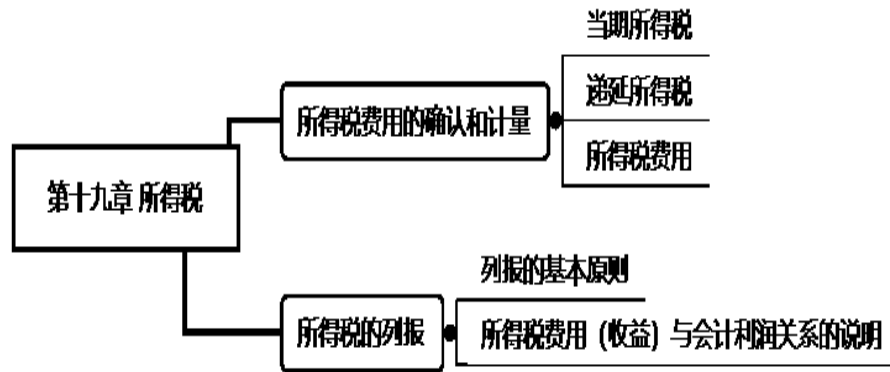 第十九章 所得税
所得税费用的确认和计量
当期所得税
递延所得税
所得税费用
所得税的列报
列报的基本原则
所得税费用（收益）与会计利润关系的说明